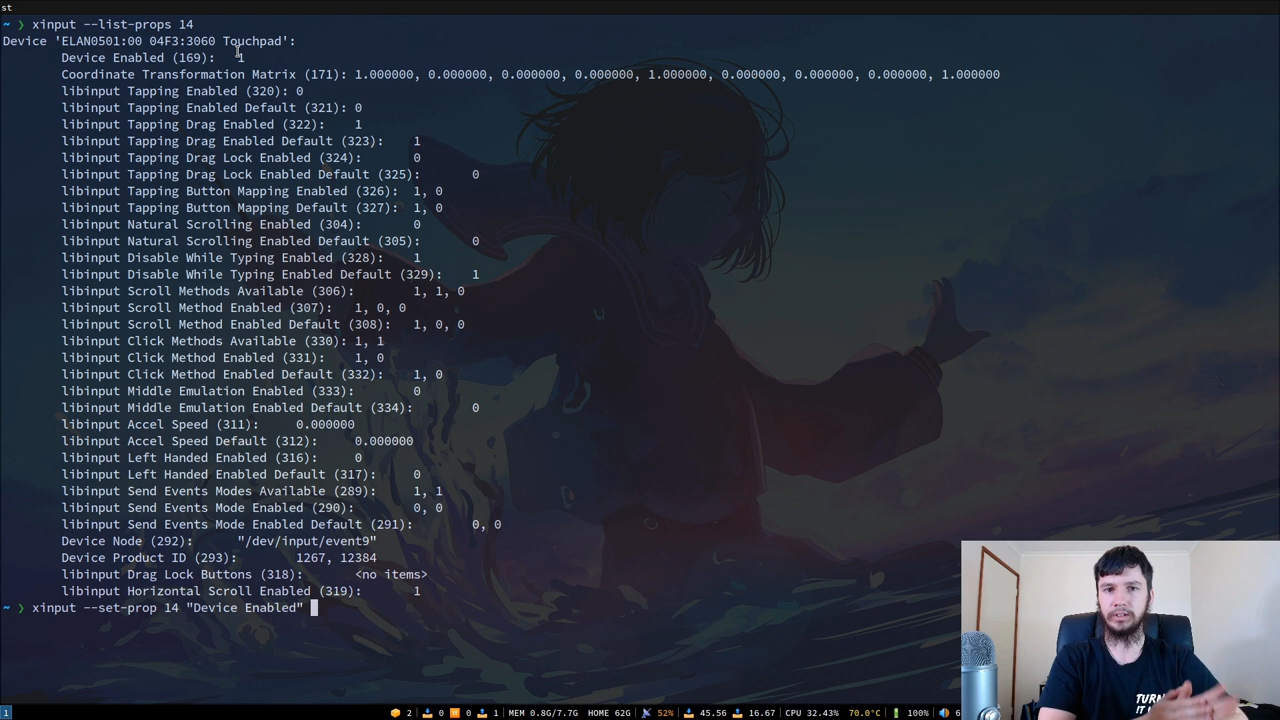 st
~ ❯ xinput --list-props 14
Device 'ELAN0501:00 04F3:3060 Touchpad':
Device Enabled (169): 1
Coordinate Transformation Matrix (171): 1.000000, 0.000000, 0.000000, 0.000000, 1.000000, 0.000000, 0.000000, 0.000000, 1.000000
libinput Tapping Enabled (320): 0
libinput Tapping Enabled Default (321): 0
libinput Tapping Drag Enabled (322): 1
libinput Tapping Drag Enabled Default (323): 1
libinput Tapping Drag Lock Enabled (324): 0
libinput Tapping Drag Lock Enabled Default (325): 0
libinput Tapping Button Mapping Enabled (326): 1, 0
libinput Tapping Button Mapping Default (327): 1, 0
libinput Natural Scrolling Enabled (304): 0
libinput Natural Scrolling Enabled Default (305): 0
libinput Disable While Typing Enabled (328): 1
libinput Disable While Typing Enabled Default (329): 1
libinput Scroll Methods Available (306): 1, 1, 0
libinput Scroll Method Enabled (307): 1, 0, 0
libinput Scroll Method Enabled Default (308): 1, 0, 0
libinput Click Methods Available (330): 1, 1
libinput Click Method Enabled (331): 1, 0
libinput Click Method Enabled Default (332): 1, 0
libinput Middle Emulation Enabled (333): 0
libinput Middle Emulation Enabled Default (334): 0
libinput Accel Speed (311): 0.000000
libinput Accel Speed Default (312): 0.000000
libinput Left Handed Enabled (316): 0
libinput Left Handed Enabled Default (317): 0
libinput Send Events Modes Available (289): 1, 1
libinput Send Events Mode Enabled (290): 0, 0
libinput Send Events Mode Enabled Default (291): 0, 0
Device Node (292): "/dev/input/event9"
Device Product ID (293): 1267, 12384
libinput Drag Lock Buttons (318): <no items>
libinput Horizontal Scroll Enabled (319): 1
~ ❯ xinput --set-prop 14 "Device Enabled"
TURN
IT
1 2 0 0 1 MEM 0.8G/7.7G HOME 62G 52% 45.56 16.67 CPU 32.43% 70.0°C 100% 6